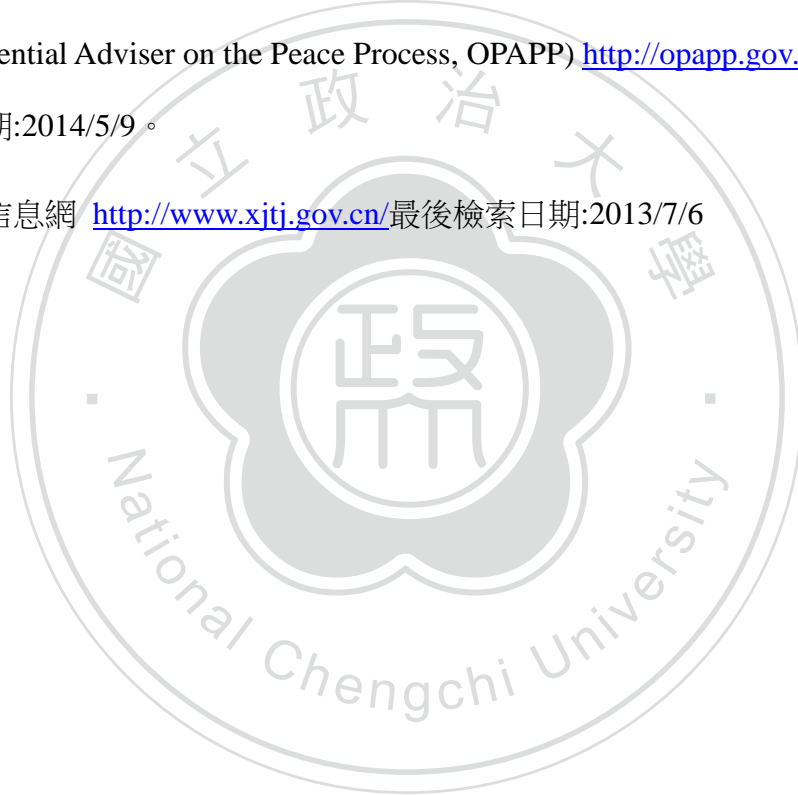 ential Adviser on the Peace Process, OPAPP) http://opapp.gov.
期:2014/5/9。
信息網 http://www.xjtj.gov.cn/最後檢索日期:2013/7/6
國立政治大學
政
National Chengchi University